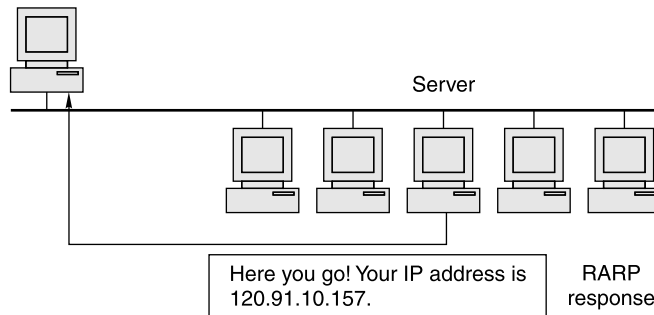 Server
Here you go! Your IP address is
120.91.10.157.
RARP
response